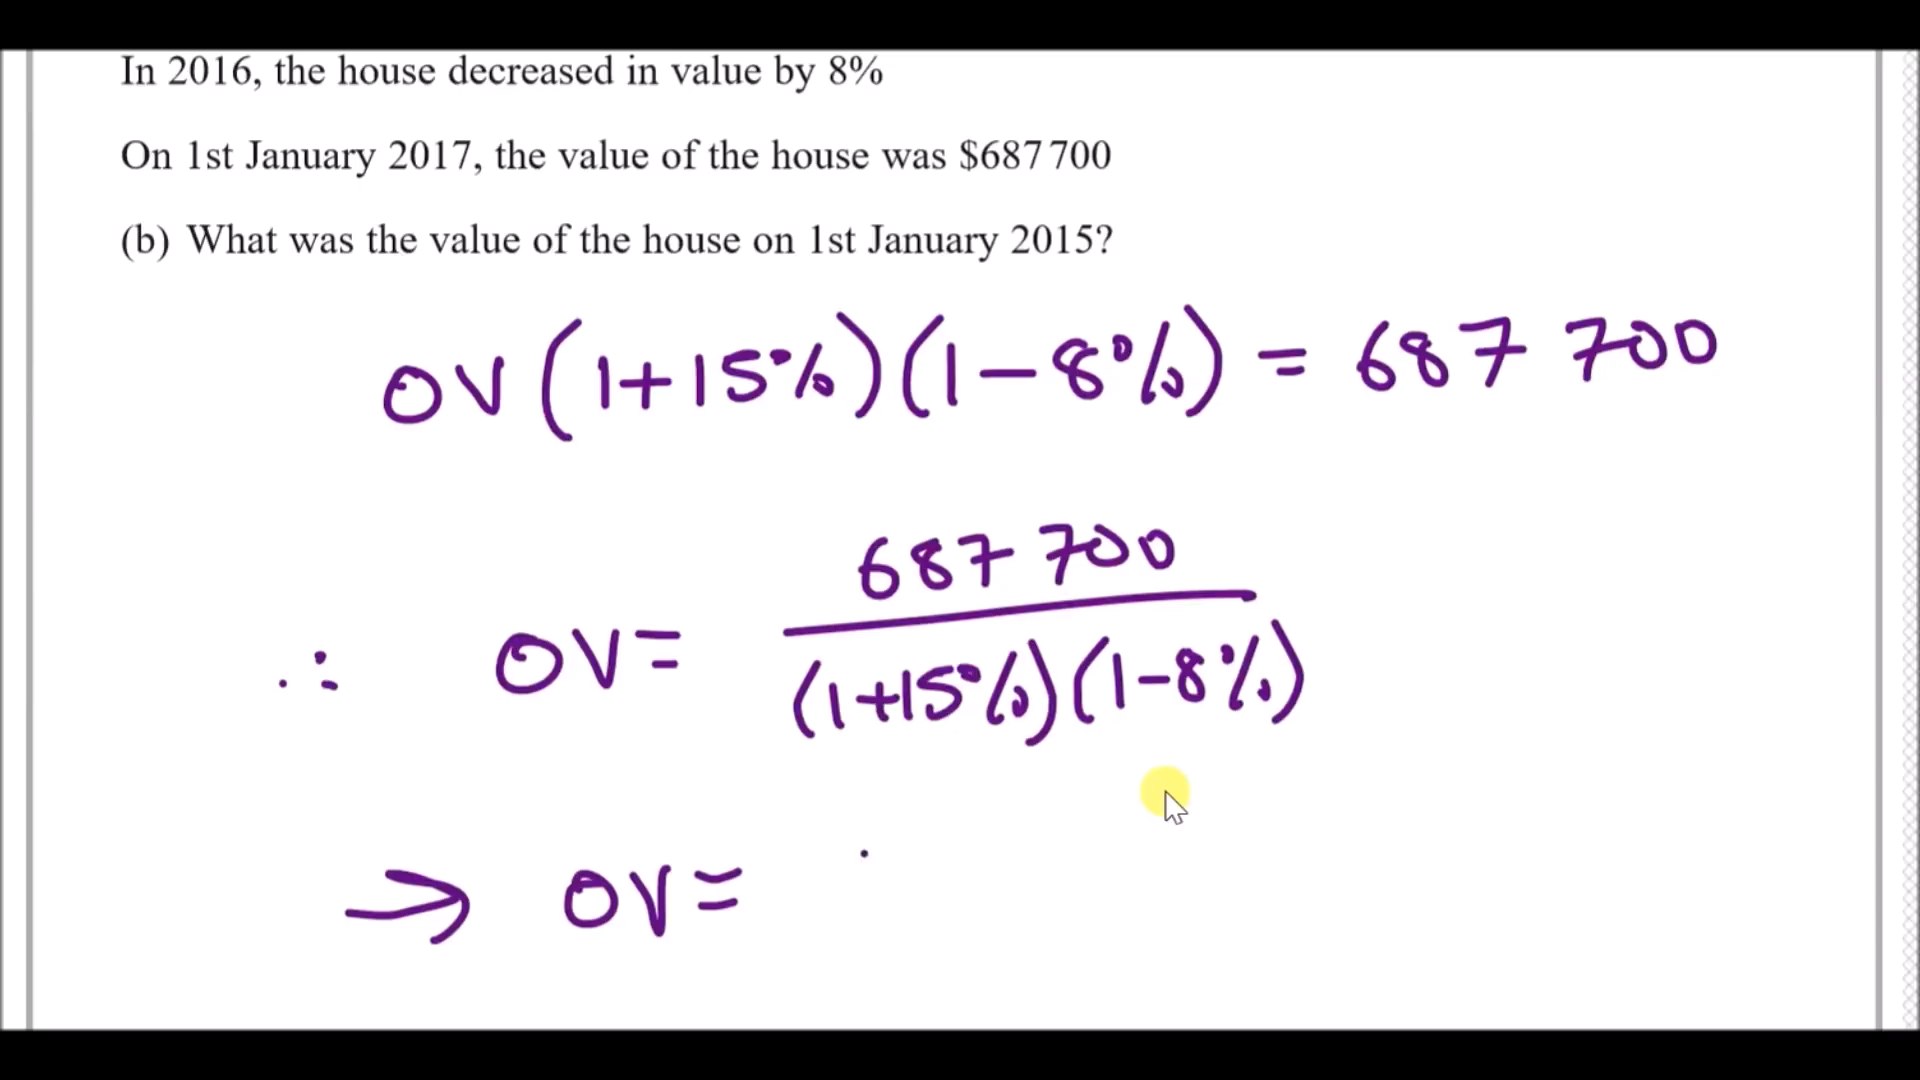 In 2016, the house decreased in value by 8%
On 1st January 2017, the value of the house was $687 700
(b) What was the value of the house on 1st January 2015?
OV(1+15%)(1-8%) = 687 700
687 700
∴ OV=
(1+15%)(1-8%)
→ OV=